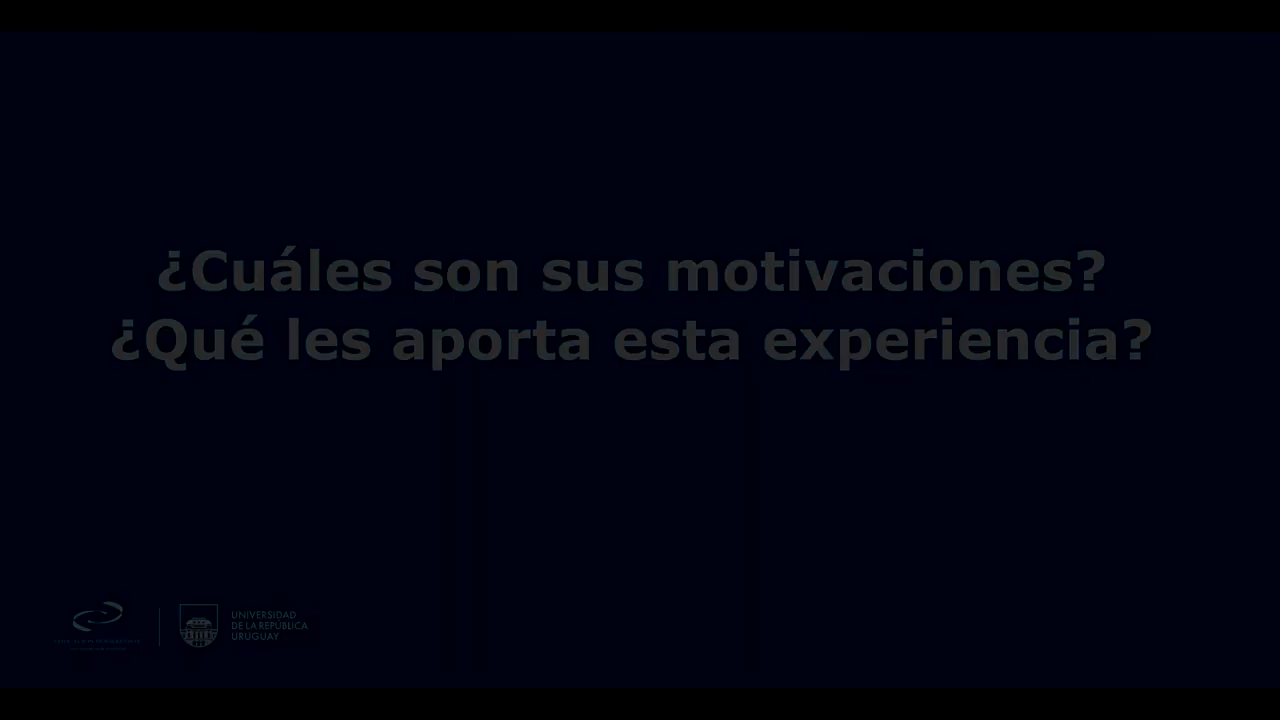 ¿Cuáles son sus motivaciones?
¿Qué les aporta esta experiencia?
UNIVERSIDAD
DE LA REPÚBLICA
URUGUAY